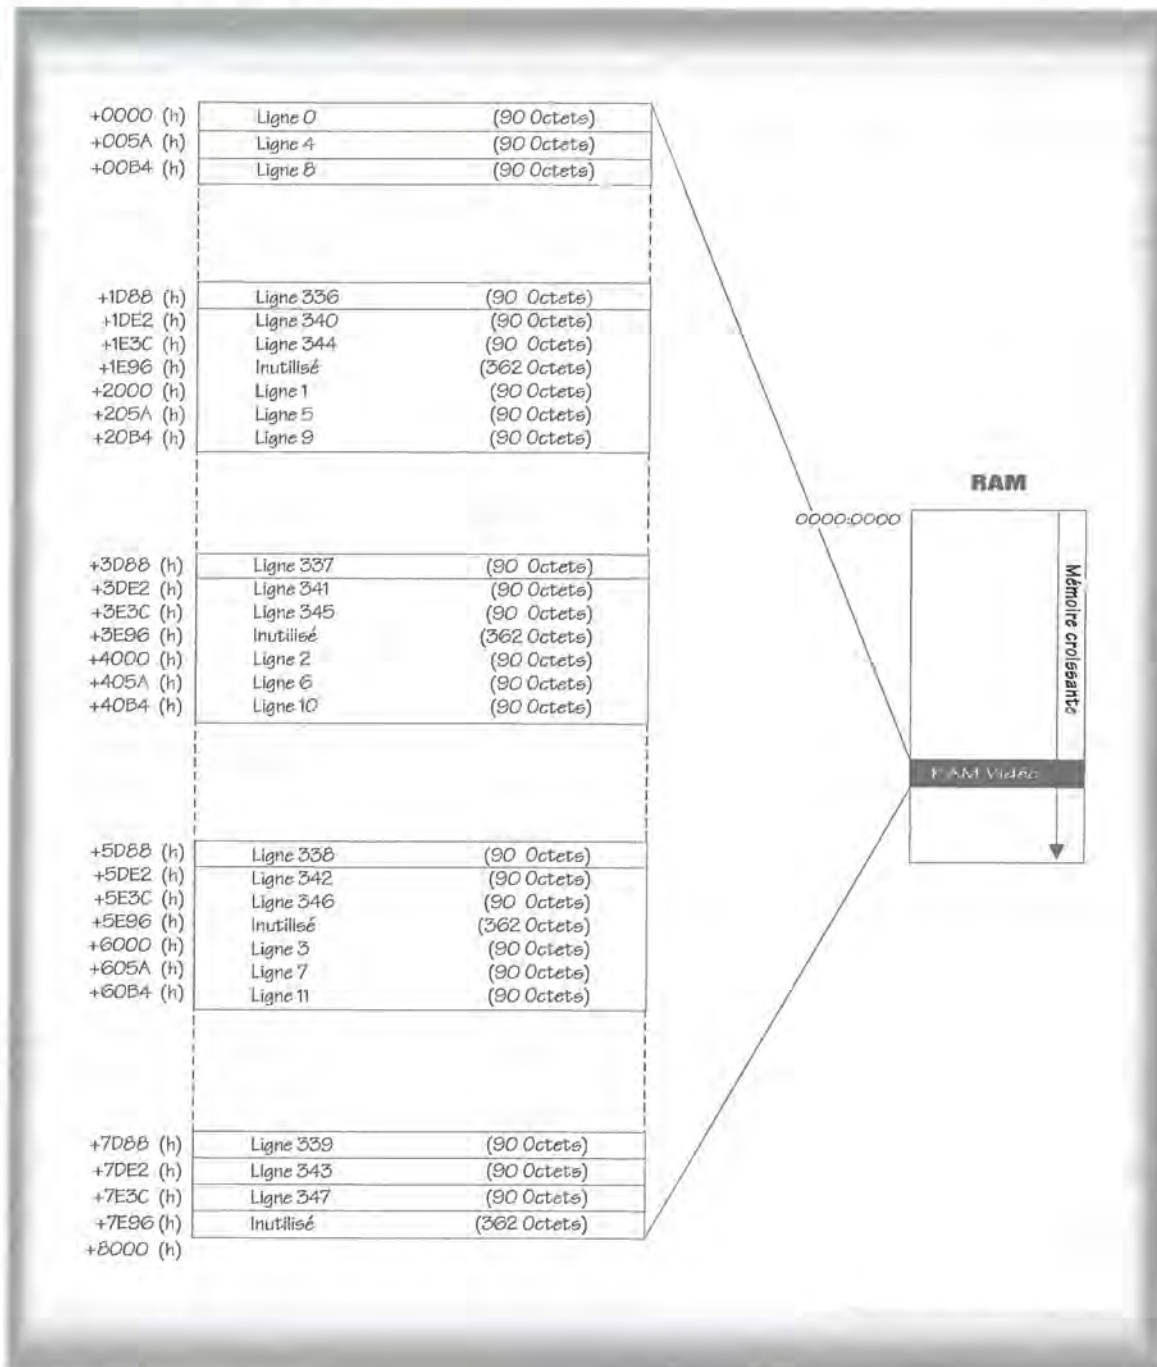 +0000 (h) Ligne 0 (90 Octets)
+005A (h) Ligne 4 (90 Octets)
+00B4 (h) Ligne 8 (90 Octets)
+1D88 (h) Ligne 336 (90 Octets)
+1DE2 (h) Ligne 340 (90 Octets)
+1E3C (h) Ligne 344 (90 Octets)
+1E96 (h) Inutilisé (362 Octets)
+2000 (h) Ligne 1 (90 Octets)
+205A (h) Ligne 5 (90 Octets)
+20B4 (h) Ligne 9 (90 Octets)
RAM
0000:0000
Mémoire croissante
RAM Vidéo
+3D88 (h) Ligne 337 (90 Octets)
+3DE2 (h) Ligne 341 (90 Octets)
+3E3C (h) Ligne 345 (90 Octets)
+3E96 (h) Inutilisé (362 Octets)
+4000 (h) Ligne 2 (90 Octets)
+405A (h) Ligne 6 (90 Octets)
+40B4 (h) Ligne 10 (90 Octets)
+5D88 (h) Ligne 338 (90 Octets)
+5DE2 (h) Ligne 342 (90 Octets)
+5E3C (h) Ligne 346 (90 Octets)
+5E96 (h) Inutilisé (362 Octets)
+6000 (h) Ligne 3 (90 Octets)
+605A (h) Ligne 7 (90 Octets)
+60B4 (h) Ligne 11 (90 Octets)
+7D88 (h) Ligne 339 (90 Octets)
+7DE2 (h) Ligne 343 (90 Octets)
+7E3C (h) Ligne 347 (90 Octets)
+7E96 (h) Inutilisé (362 Octets)
+8000 (h)